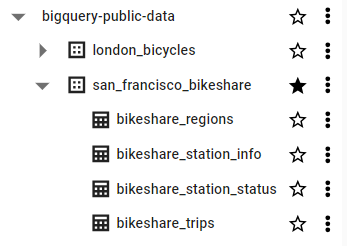 bigquery-public-data
london_bicycles
san_francisco_bikeshare
bikeshare_regions
bikeshare_station_info
bikeshare_station_status
bikeshare_trips